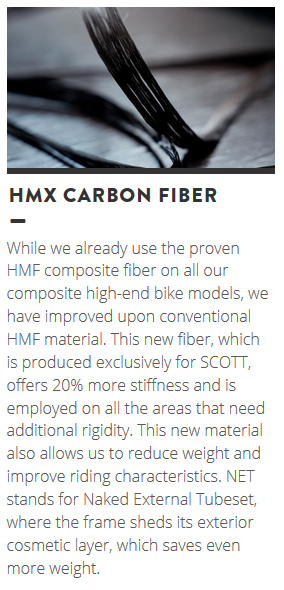 HMX CARBON FIBER
While we already use the proven
HMF composite fiber on all our
composite high-end bike models, we
have improved upon conventional
HMF material. This new fiber, which
is produced exclusively for SCOTT,
offers 20% more stiffness and is
employed on all the areas that need
additional rigidity. This new material
also allows us to reduce weight and
improve riding characteristics. NET
stands for Naked External Tubeset,
where the frame sheds its exterior
cosmetic layer, which saves even
more weight.